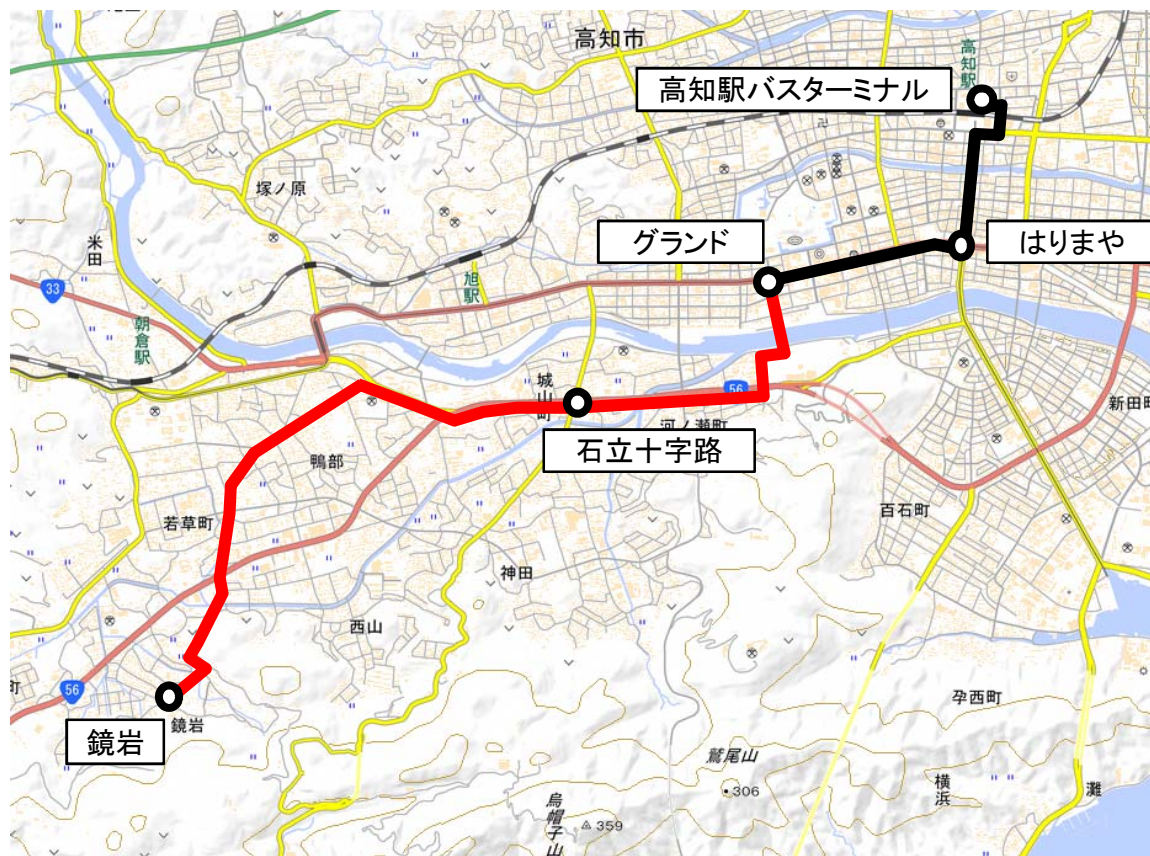 高知市
高知駅
高知駅バスターミナル
塚ノ原
グランド
はりまや
米田
旭駅
33
朝倉駅
城山町
56
新田町
河ノ瀬町
石立十字路
鴨部
百石町
若草町
神田
西山
56
町
孕西町
鏡岩
鏡岩
鷲尾山
306
横浜
灘
烏帽子山
359